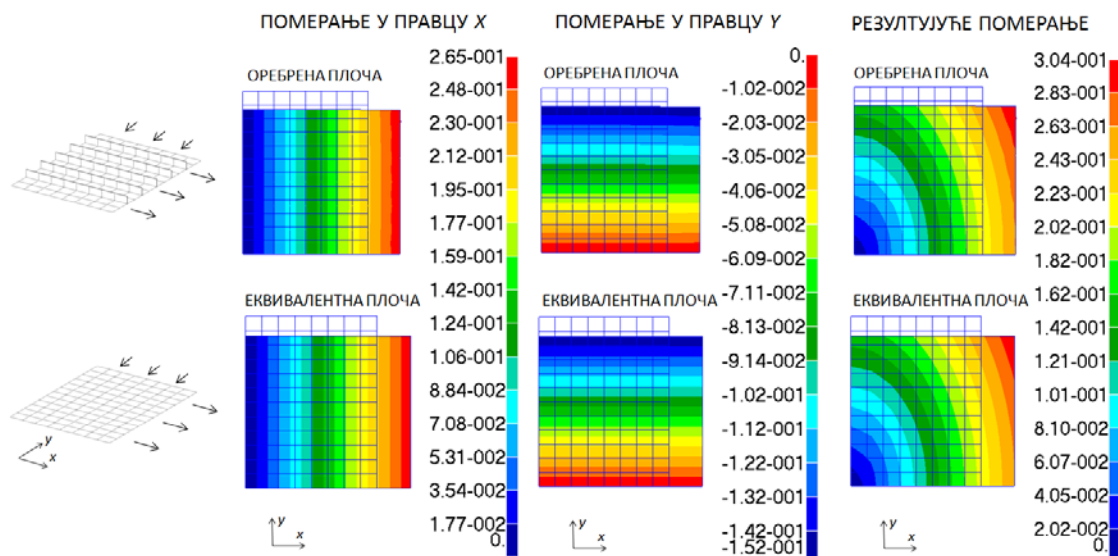 ПОМЕРАЊЕ У ПРАВЦУ X
ПОМЕРАЊЕ У ПРАВЦУ Y
РЕЗУЛТУЈУЋЕ ПОМЕРАЊЕ
ОРЕБРЕНА ПЛОЧА
ОРЕБРЕНА ПЛОЧА
ОРЕБРЕНА ПЛОЧА
2.65-001
2.48-001
2.30-001
2.12-001
1.95-001
1.77-001
1.59-001
1.42-001
1.24-001
1.06-001
8.84-002
7.08-002
5.31-002
3.54-002
1.77-002
0.
0.
-1.02-002
-2.03-002
-3.05-002
-4.06-002
-5.08-002
-6.09-002
-7.11-002
-8.13-002
-9.14-002
-1.02-001
-1.12-001
-1.22-001
-1.32-001
-1.42-001
-1.52-001
3.04-001
2.83-001
2.63-001
2.43-001
2.23-001
2.02-001
1.82-001
1.62-001
1.42-001
1.21-001
1.01-001
8.10-002
6.07-002
4.05-002
2.02-002
0.
ЕКВИВАЛЕНТНА ПЛОЧА
ЕКВИВАЛЕНТНА ПЛОЧА
ЕКВИВАЛЕНТНА ПЛОЧА
y
x
y
x
y
x
y
x